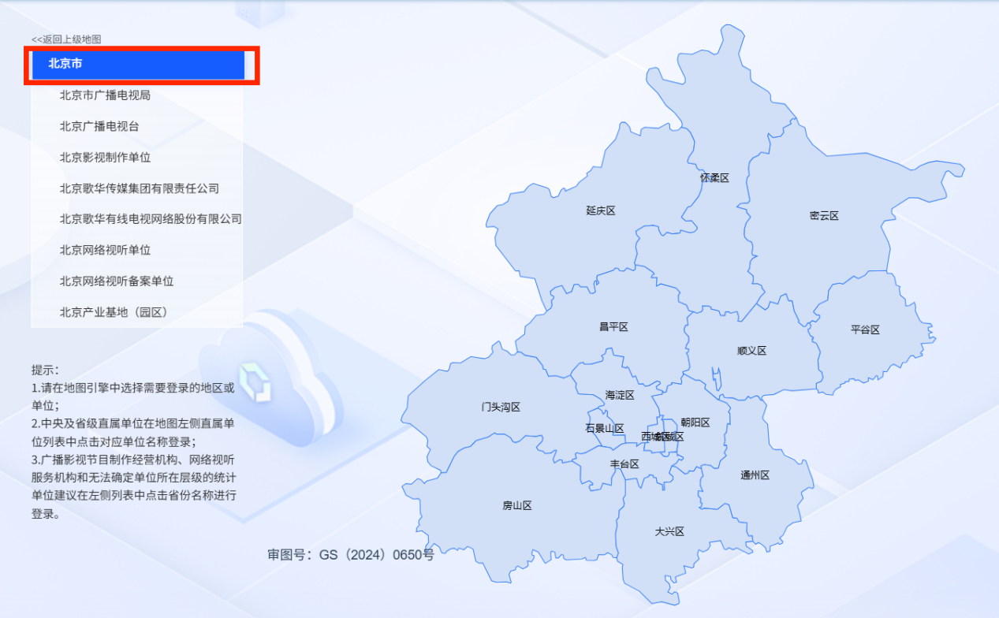 <<返回上级地图
北京市
北京市广播电视局
北京广播电视台
北京影视制作单位
北京歌华传媒集团有限责任公司
北京歌华有线电视网络股份有限公司
北京网络视听单位
北京网络视听备案单位
北京产业基地（园区）
提示：
1.请在地图引擎中选择需要登录的地区或
单位；
2.中央及省级直属单位在地图左侧直属单
位列表中点击对应单位名称登录；
3.广播影视节目制作经营机构、网络视听
服务机构和无法确定单位所在层级的统计
单位建议在左侧列表中点击省份名称进行
登录。
怀柔区
延庆区
密云区
昌平区
平谷区
顺义区
海淀区
门头沟区
朝阳区
石景山区
西城区
丰台区
通州区
房山区
大兴区
审图号：GS（2024）0650号